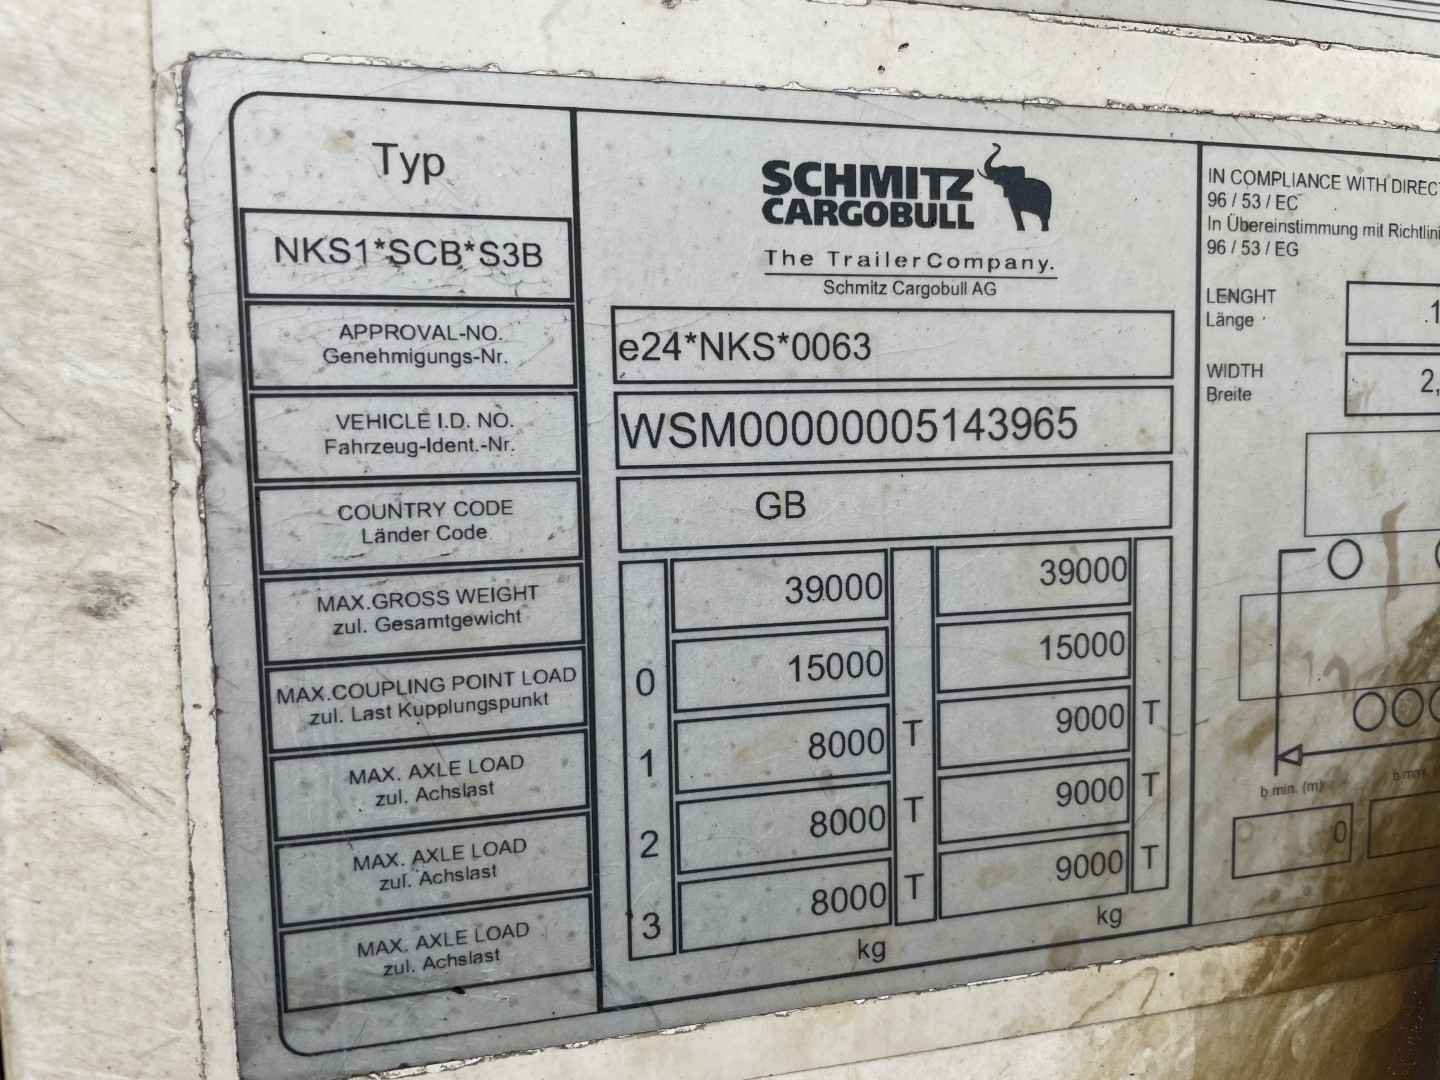 Typ
NKS1*SCB*S3B
SCHMITZ
CARGOBULL
The TrailerCompany.
Schmitz Cargobull AG
APPROVAL-NO.
Genehmigungs-Nr.
e24*NKS*0063
VEHICLE I.D. NO.
Fahrzeug-Ident.-Nr.
WSM00000005143965
COUNTRY CODE
Länder Code
GB
MAX.GROSS WEIGHT
zul. Gesamtgewicht
39000 39000
MAX.COUPLING POINT LOAD
zul. Last Kupplungspunkt
0 15000 15000
MAX. AXLE LOAD
zul. Achslast
1 8000 T 9000 T
MAX. AXLE LOAD
zul. Achslast
2 8000 T 9000 T
MAX. AXLE LOAD
zul. Achslast
3 8000 T 9000 T
kg kg
IN COMPLIANCE WITH
96 / 53 / EC
In Übereinstimmung mit
96 / 53 / EG
LENGHT
Länge
WIDTH
Breite
2,
b min. (m) b max.
0